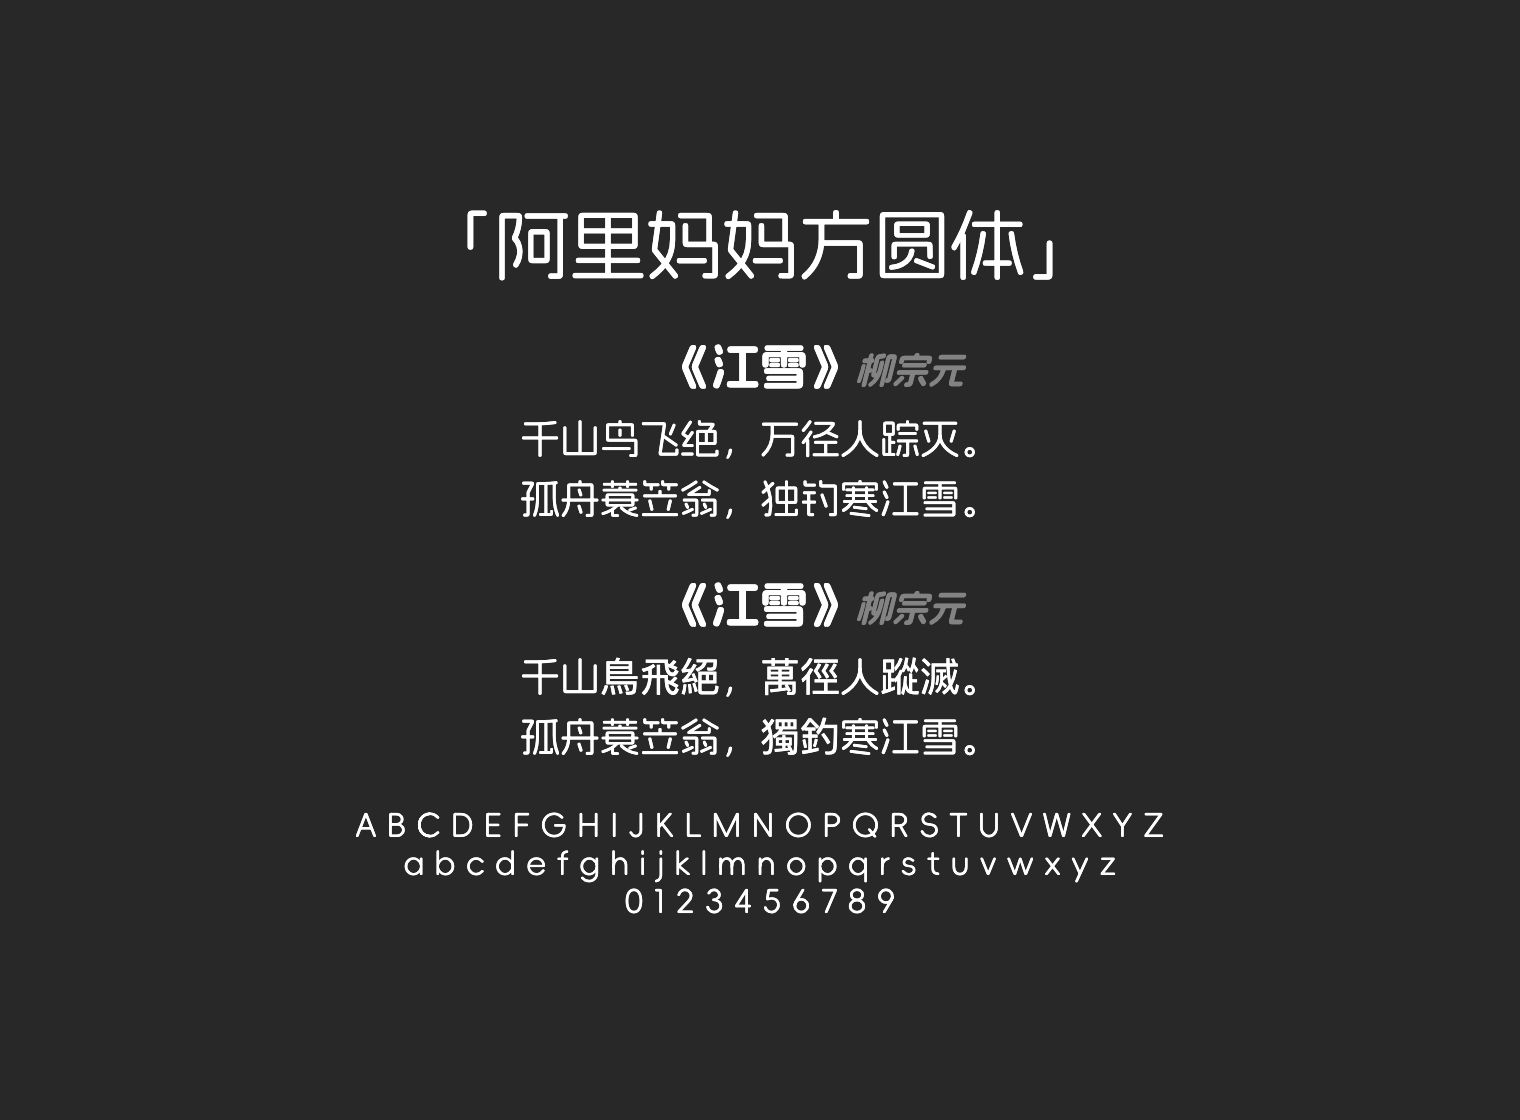 「阿里妈妈方圆体」
《江雪》柳宗元
千山鸟飞绝，万径人踪灭。
孤舟蓑笠翁，独钓寒江雪。
《江雪》柳宗元
千山鳥飛絕，萬徑人蹤滅。
孤舟蓑笠翁，獨釣寒江雪。
A B C D E F G H I J K L M N O P Q R S T U V W X Y Z
a b c d e f g h i j k l m n o p q r s t u v w x y z
0 1 2 3 4 5 6 7 8 9